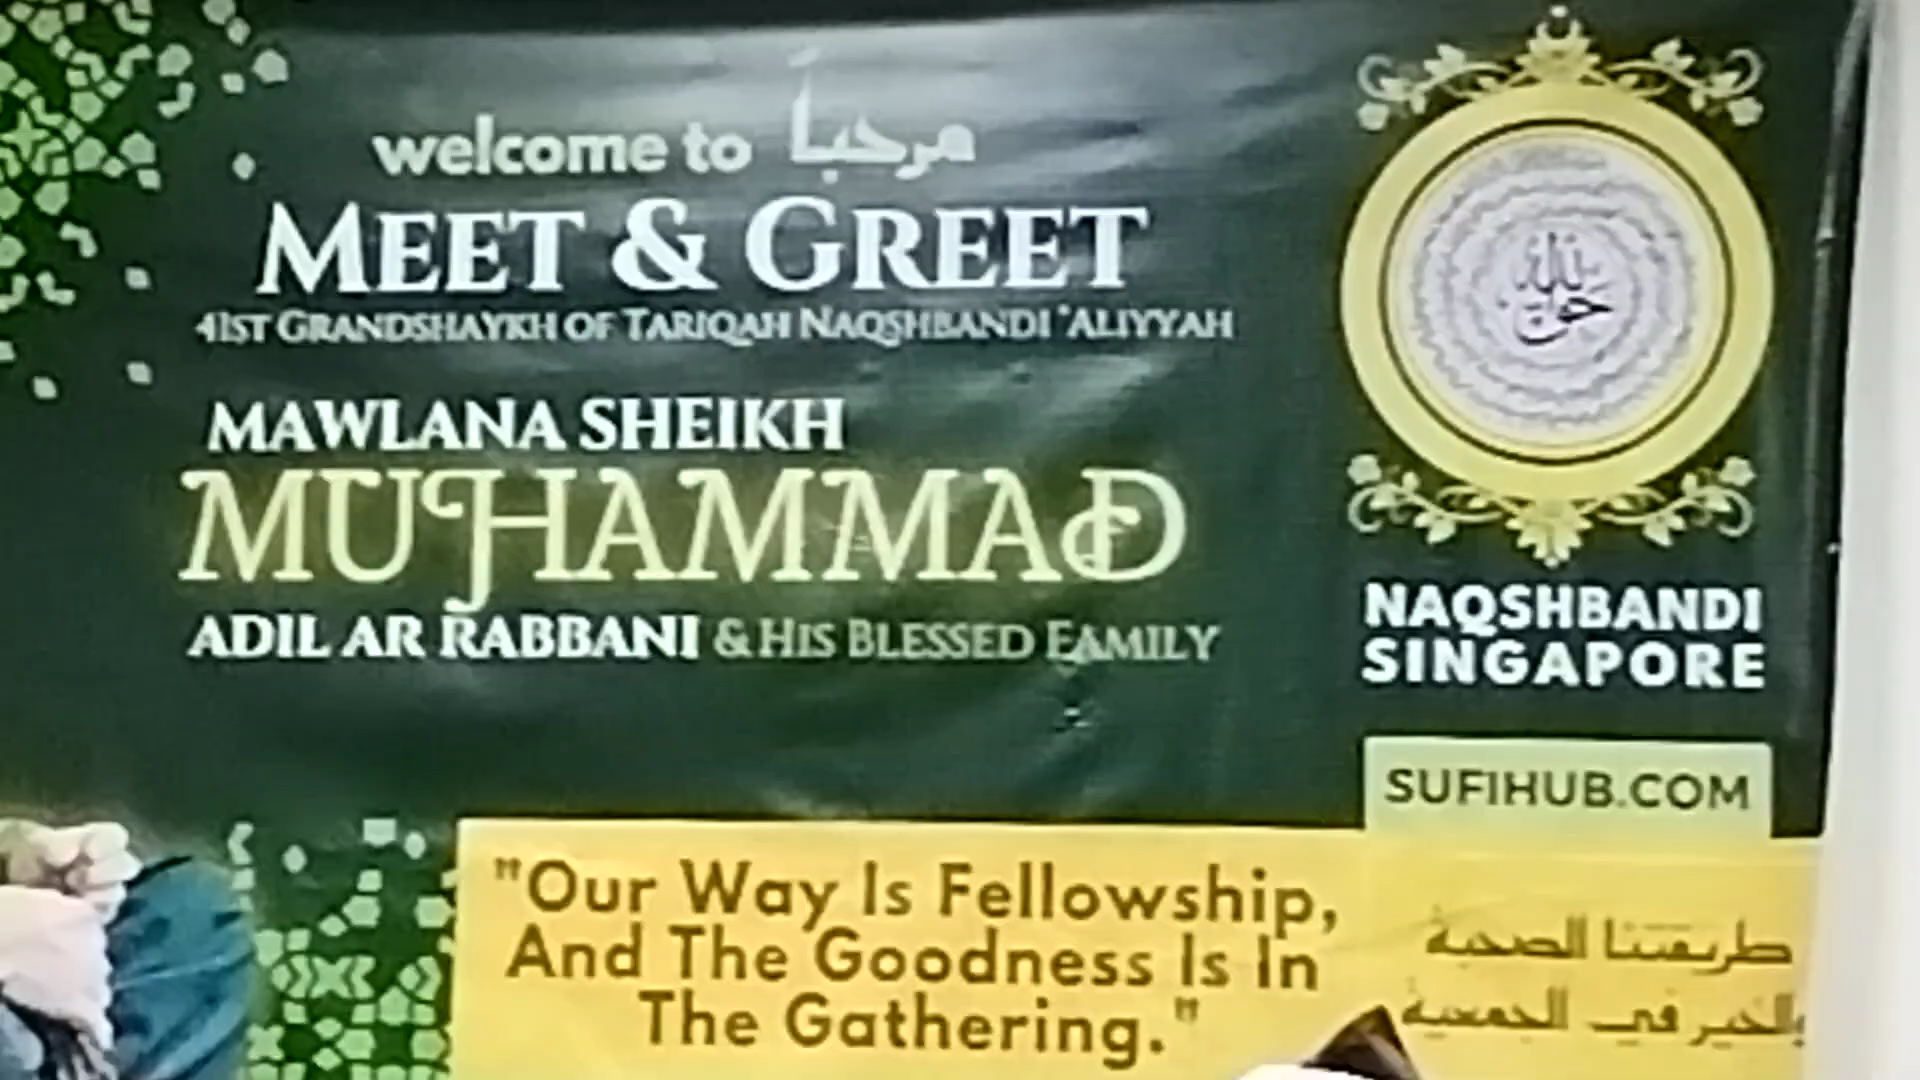 welcome to مرحباً
MEET & GREET
41ST GRANDSHAYKH OF TARIQAH NAQSHBANDI 'ALIYYAH
MAWLANA SHEIKH
MUHAMMAD
ADIL AR RABBANI & HIS BLESSED FAMILY
الله
حق
NAQSHBANDI
SINGAPORE
SUFIHUB.COM
"Our Way Is Fellowship,
And The Goodness Is In
The Gathering."
طريقتنا الصحبة
والخير في الجمعية